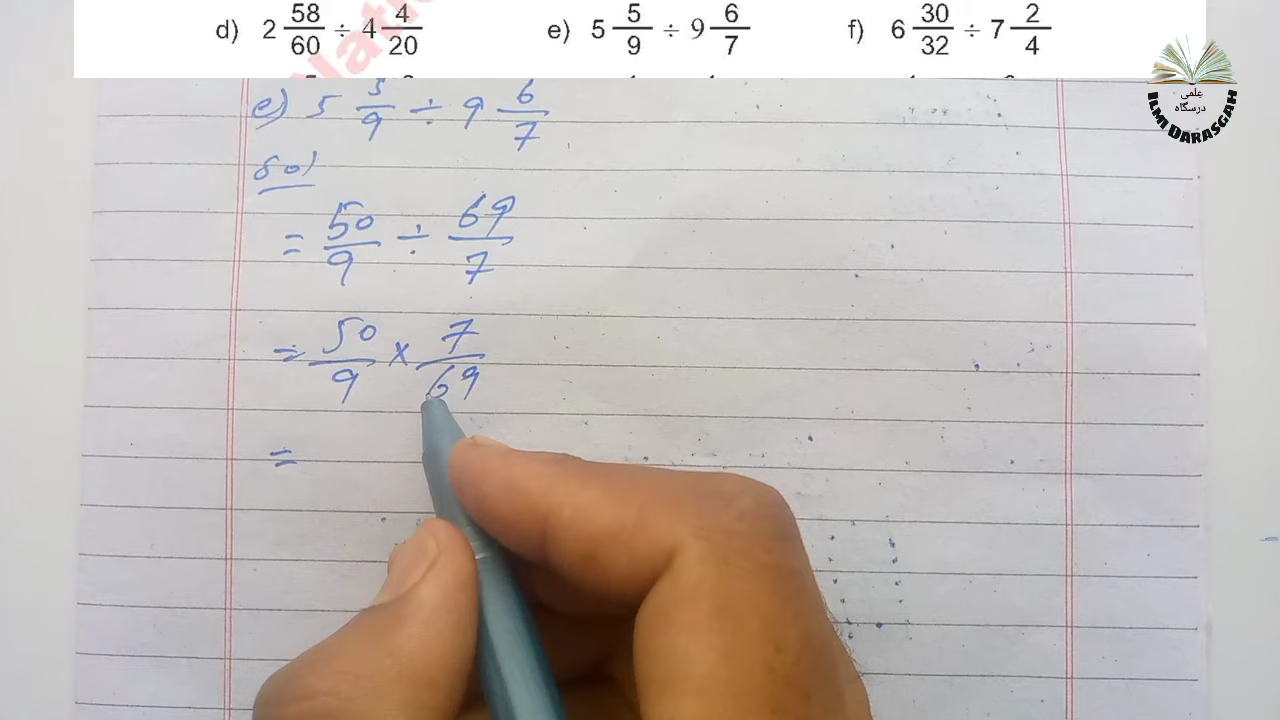 d) 2 58/60 ÷ 4 4/20 e) 5 5/9 ÷ 9 6/7 f) 6 30/32 ÷ 7 2/4
علمی
درسگاه
ILMI DARASGAH
e) 5 5/9 ÷ 9 6/7
Sol
= 50/9 ÷ 69/7
= 50/9 × 7/69
=